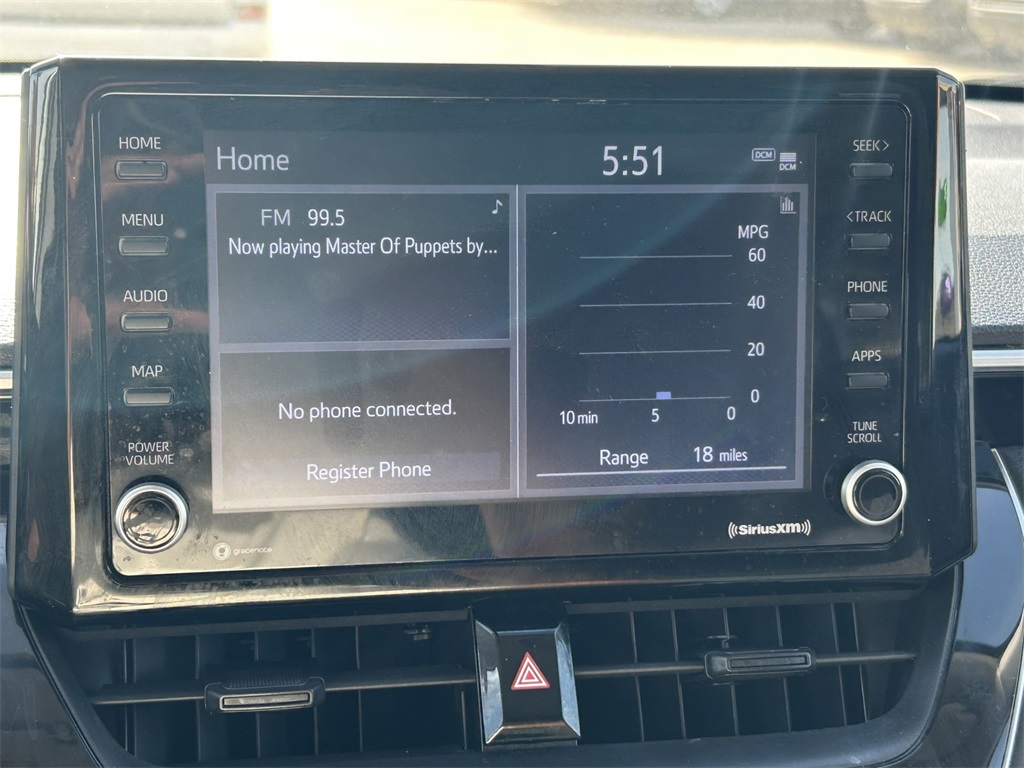 HOME
MENU
AUDIO
MAP
POWER
VOLUME
Home 5:51 DCM
DCM
FM 99.5
Now playing Master Of Puppets by...
No phone connected.
Register Phone
MPG
60
40
20
0
10 min 5 0
Range 18 miles
SEEK >
< TRACK
PHONE
APPS
TUNE
SCROLL
gracenote
((SiriusXM))